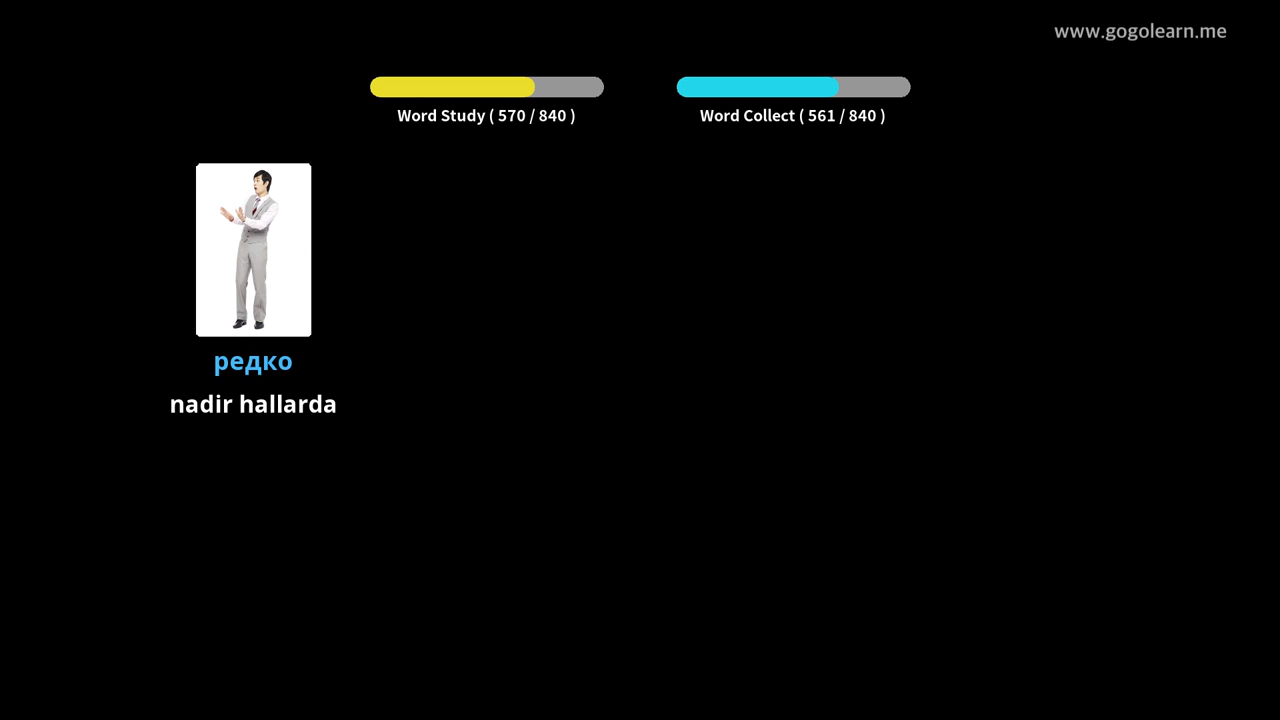 www.gogolearn.me
Word Study ( 570 / 840 )
Word Collect ( 561 / 840 )
редко
nadir hallarda